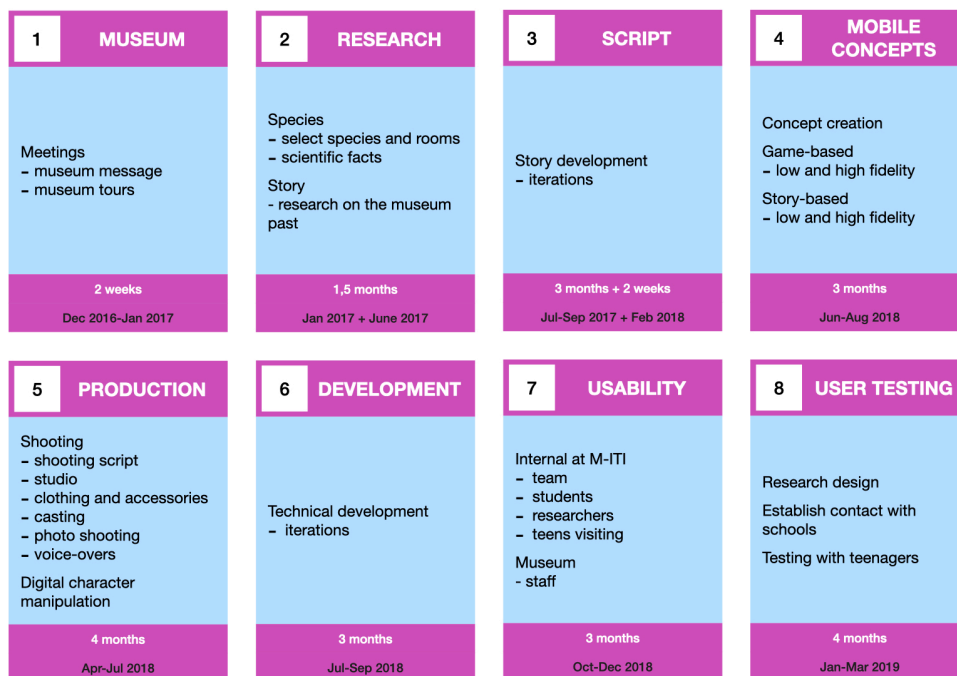 1
MUSEUM
Meetings
– museum message
– museum tours
2 weeks
Dec 2016-Jan 2017
2
RESEARCH
Species
– select species and rooms
– scientific facts
Story
- research on the museum
past
1,5 months
Jan 2017 + June 2017
3
SCRIPT
Story development
– iterations
3 months + 2 weeks
Jul-Sep 2017 + Feb 2018
4
MOBILE
CONCEPTS
Concept creation
Game-based
– low and high fidelity
Story-based
– low and high fidelity
3 months
Jun-Aug 2018
5
PRODUCTION
Shooting
– shooting script
– studio
– clothing and accessories
– casting
– photo shooting
– voice-overs
Digital character
manipulation
4 months
Apr-Jul 2018
6
DEVELOPMENT
Technical development
– iterations
3 months
Jul-Sep 2018
7
USABILITY
Internal at M-ITI
– team
– students
– researchers
– teens visiting
Museum
- staff
3 months
Oct-Dec 2018
8
USER TESTING
Research design
Establish contact with
schools
Testing with teenagers
4 months
Jan-Mar 2019